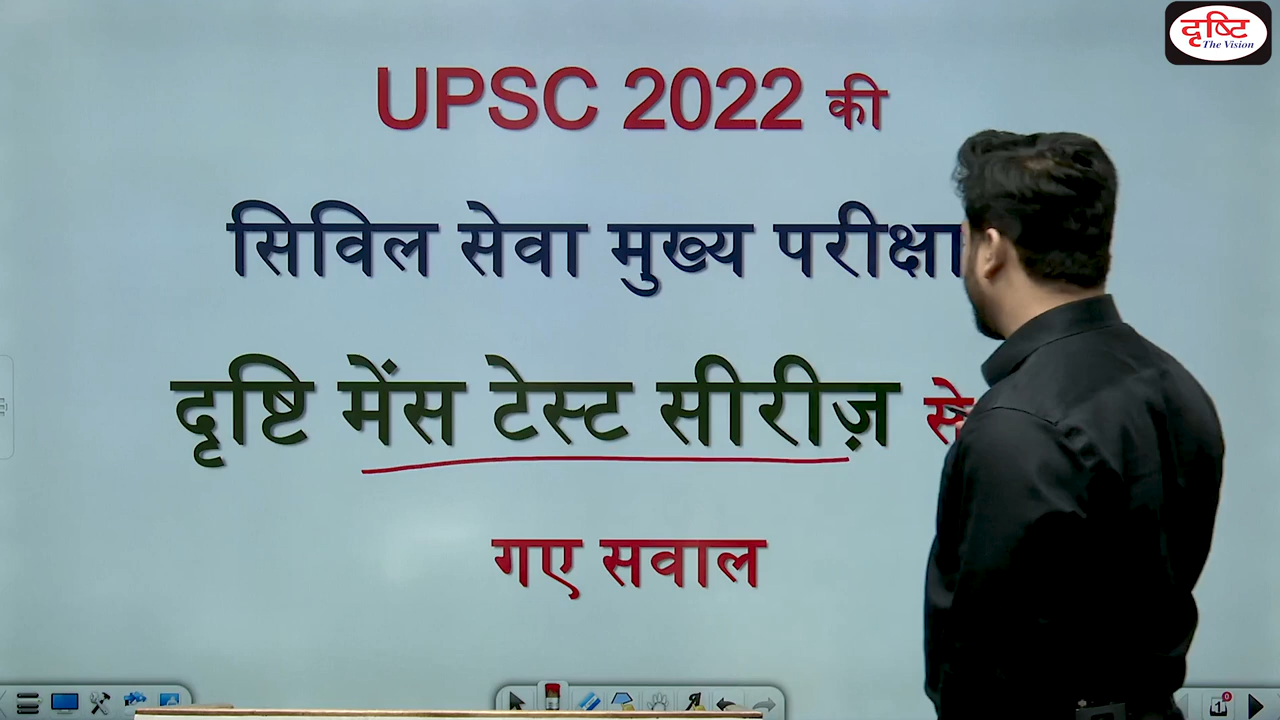 दृष्टि
The Vision
UPSC 2022 की
सिविल सेवा मुख्य परीक्षा
दृष्टि मेंस टेस्ट सीरीज़ से
गए सवाल